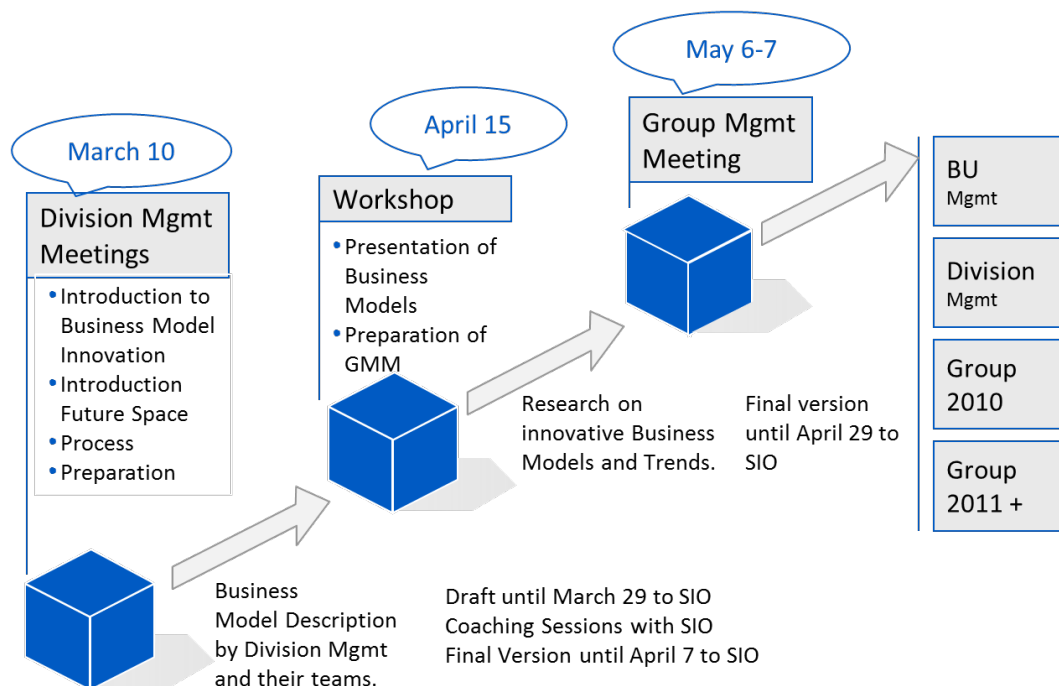 March 10
Division Mgmt
Meetings
• Introduction to
Business Model
Innovation
• Introduction
Future Space
• Process
• Preparation
Business
Model Description
by Division Mgmt
and their teams.
Draft until March 29 to SIO
Coaching Sessions with SIO
Final Version until April 7 to SIO
April 15
Workshop
• Presentation of
Business
Models
• Preparation of
GMM
Research on
innovative Business
Models and Trends.
Final version
until April 29 to
SIO
May 6-7
Group Mgmt
Meeting
BU
Mgmt
Division
Mgmt
Group
2010
Group
2011 +